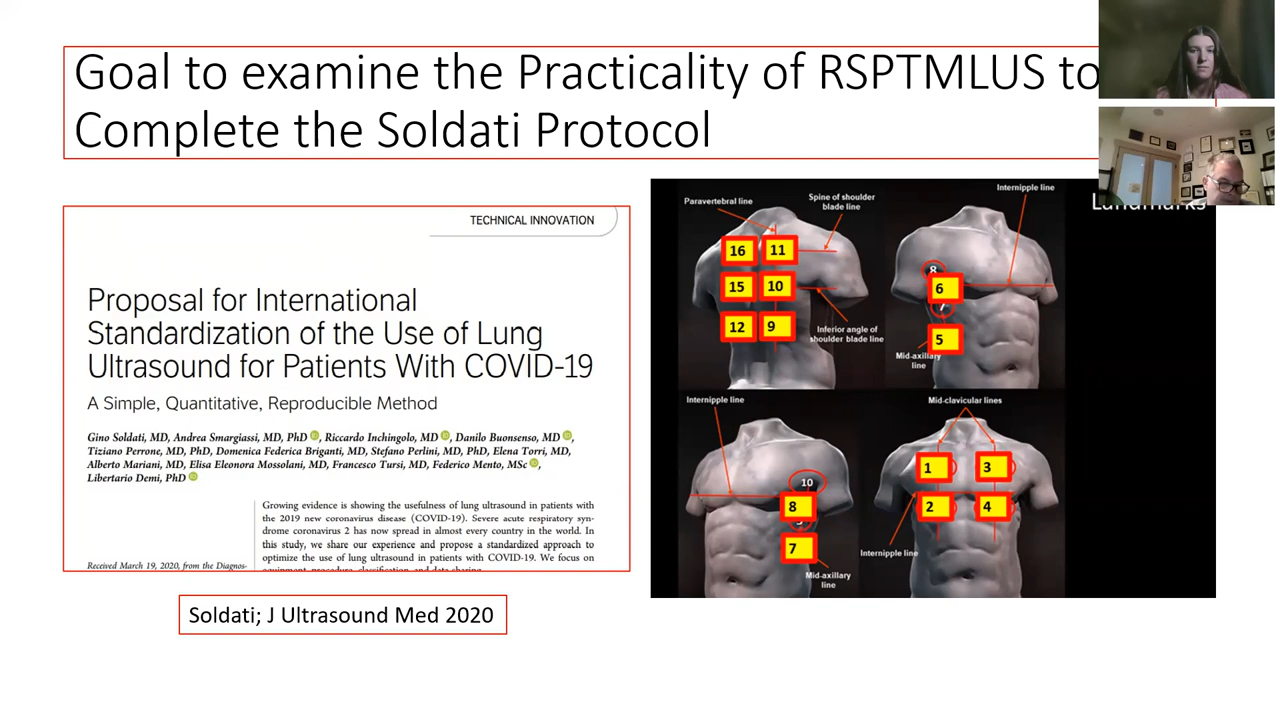 Goal to examine the Practicality of RSPTMLUS to
Complete the Soldati Protocol
TECHNICAL INNOVATION
Proposal for International
Standardization of the Use of Lung
Ultrasound for Patients With COVID-19
A Simple, Quantitative, Reproducible Method
Gino Soldati, MD, Andrea Smargiassi, MD, PhD, Riccardo Inchingolo, MD, Danilo Buonsenso, MD,
Tiziano Perrone, MD, PhD, Domenica Federica Briganti, MD, Stefano Perlini, MD, PhD, Elena Torri, MD,
Alberto Mariani, MD, Elisa Eleonora Mossolani, MD, Francesco Tursi, MD, Federico Mento, MSc,
Libertario Demi, PhD
Growing evidence is showing the usefulness of lung ultrasound in patients with
the 2019 new coronavirus disease (COVID-19). Severe acute respiratory syn-
drome coronavirus 2 has now spread in almost every country in the world. In
this study, we share our experience and propose a standardized approach to
optimize the use of lung ultrasound in patients with COVID-19. We focus on
equipment, procedure, classification, and data sharing.
Received March 19, 2020, from the Diagnos-
Soldati; J Ultrasound Med 2020
Landmarks
Paravertebral line
Spine of shoulder
blade line
16
11
15
10
12
9
Inferior angle of
shoulder blade line
Internipple line
8
6
7
5
Mid-axillary
line
Internipple line
10
8
7
Mid-axillary
line
Mid-clavicular lines
1
3
2
4
Internipple line